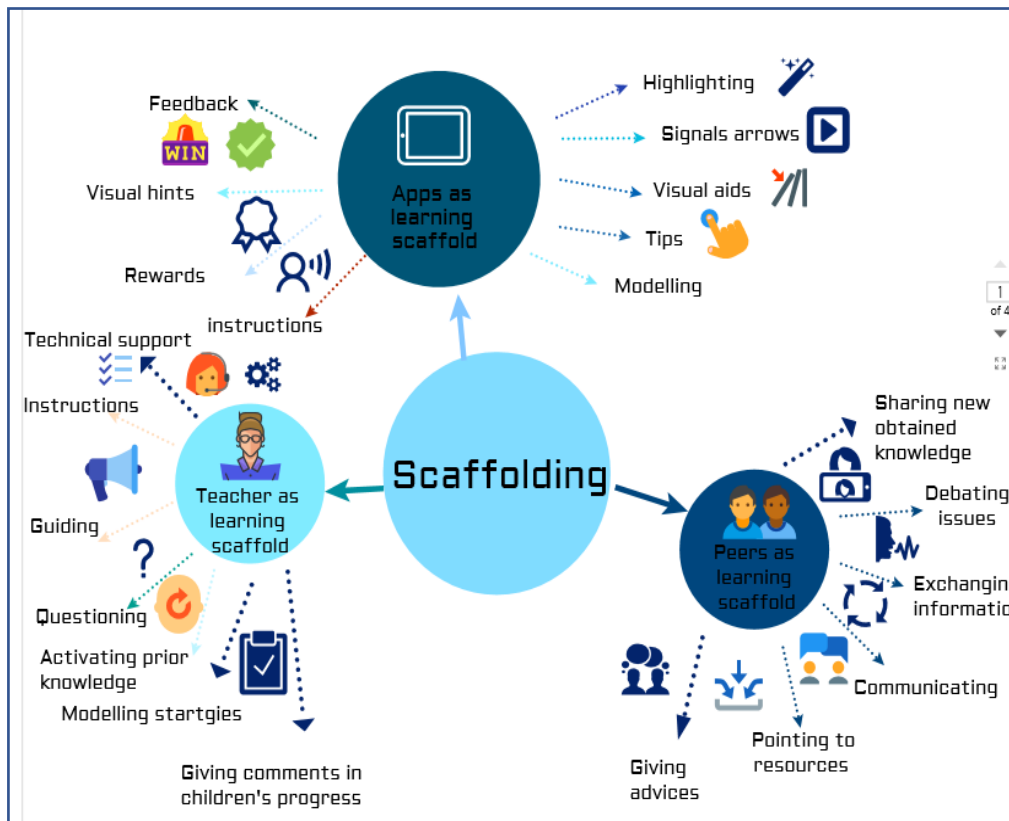 Feedback
WIN
Visual hints
Rewards
instructions
Apps as
learning
scaffold
Highlighting
Signals arrows
Visual aids
Tips
Modelling
1
of 4
Scaffolding
Technical support
Instructions
Guiding
Questioning
Activating prior
knowledge
Modelling startgies
Giving comments in
children's progress
Teacher as
learning
scaffold
Peers as
learning
scaffold
Sharing new
obtained
knowledge
Debating
issues
Exchangin
informatio
Communicating
Pointing to
resources
Giving
advices